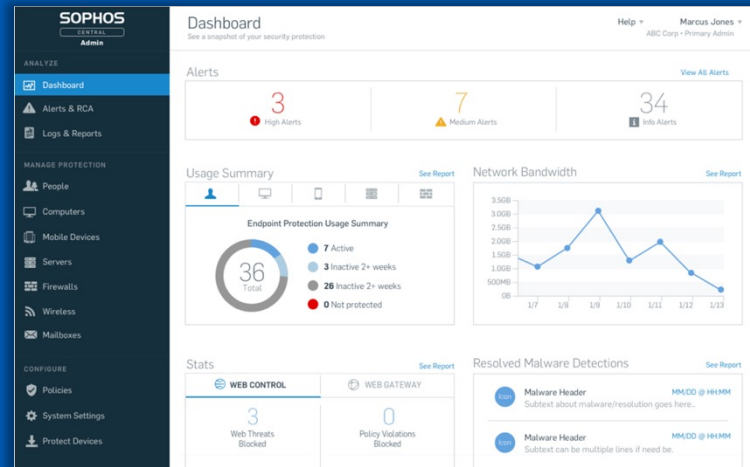 SOPHOS
CENTRAL
Admin
ANALYZE
Dashboard
Alerts & RCA
Logs & Reports
MANAGE PROTECTION
People
Computers
Mobile Devices
Servers
Firewalls
Wireless
Mailboxes
CONFIGURE
Policies
System Settings
Protect Devices
Dashboard
See a snapshot of your security protection
Help
Marcus Jones
ABC Corp • Primary Admin
Alerts
View All Alerts
3
High Alerts
7
Medium Alerts
34
Info Alerts
Usage Summary
See Report
Endpoint Protection Usage Summary
36
Total
7 Active
3 Inactive 2+ weeks
26 Inactive 2+ weeks
0 Not protected
Network Bandwidth
See Report
3.5GB
3.0GB
2.50GB
2.0GB
1.50GB
1.0GB
500MB
0B
1/7 1/8 1/9 1/10 1/11 1/12 1/13
Stats
See Report
WEB CONTROL
WEB GATEWAY
3
Web Threats
Blocked
0
Policy Violations
Blocked
Resolved Malware Detections
See Report
Icon
Malware Header
MM/DD @ HH:MM
Subtext about malware/resolution goes here..
Icon
Malware Header
MM/DD @ HH:MM
Subtext can be multiple lines if need be.